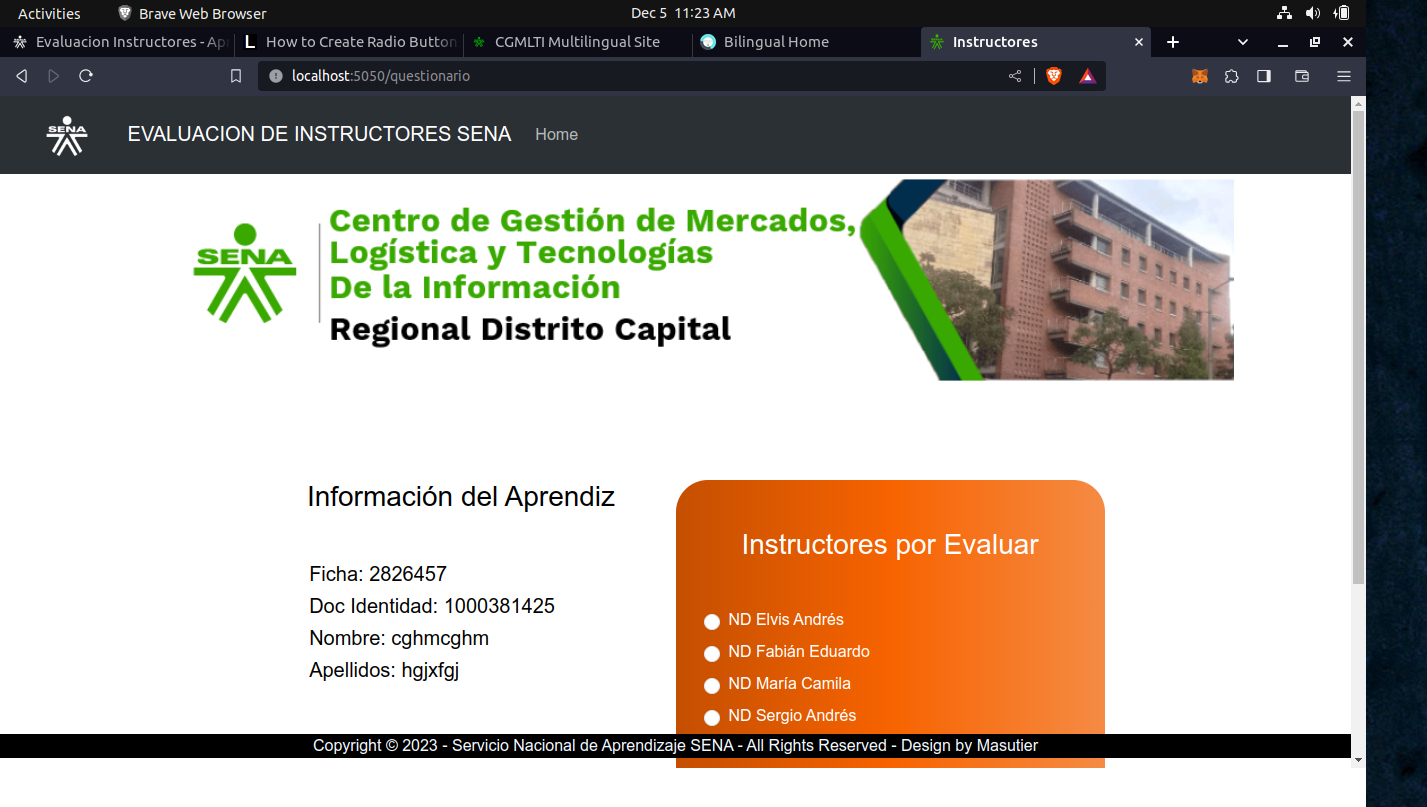 Activities
Brave Web Browser
Dec 5 11:23 AM
Evaluacion Instructores - Apr
L How to Create Radio Button
CGMLTI Multilingual Site
Bilingual Home
Instructores
localhost:5050/questionario
SENA
EVALUACION DE INSTRUCTORES SENA
Home
SENA
Centro de Gestión de Mercados,
Logística y Tecnologías
De la Información
Regional Distrito Capital
Información del Aprendiz
Ficha: 2826457
Doc Identidad: 1000381425
Nombre: cghmcghm
Apellidos: hgjxfgj
Instructores por Evaluar
ND Elvis Andrés
ND Fabián Eduardo
ND María Camila
ND Sergio Andrés
Copyright © 2023 - Servicio Nacional de Aprendizaje SENA - All Rights Reserved - Design by Masutier